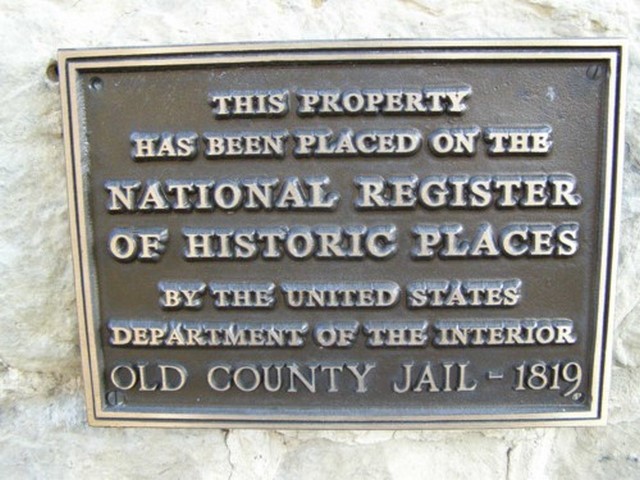 THIS PROPERTY
HAS BEEN PLACED ON THE
NATIONAL REGISTER
OF HISTORIC PLACES
BY THE UNITED STATES
DEPARTMENT OF THE INTERIOR
OLD COUNTY JAIL - 1819